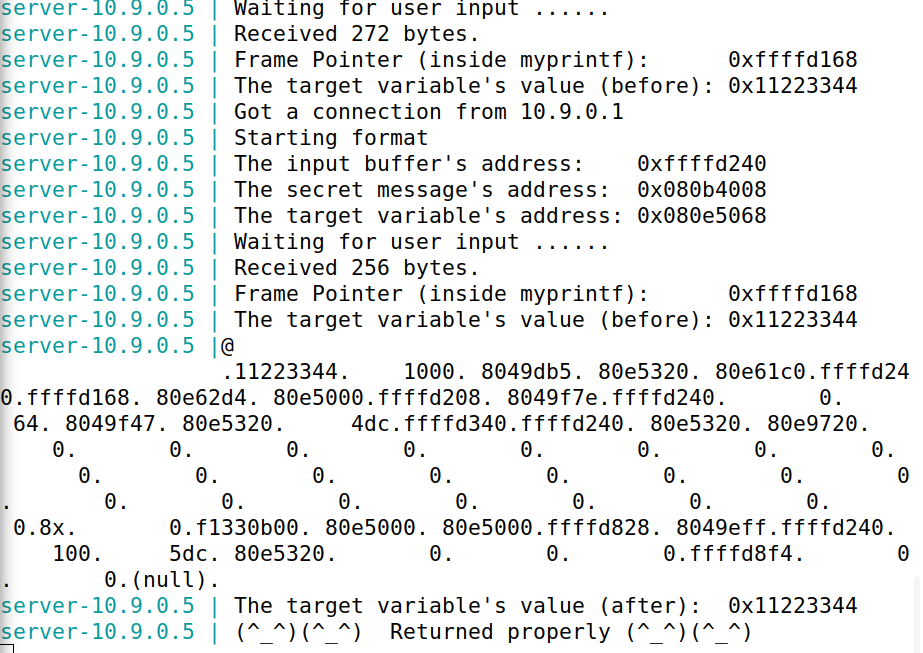 server-10.9.0.5 | Waiting for user input ......
server-10.9.0.5 | Received 272 bytes.
server-10.9.0.5 | Frame Pointer (inside myprintf):      0xffffd168
server-10.9.0.5 | The target variable's value (before): 0x11223344
server-10.9.0.5 | Got a connection from 10.9.0.1
server-10.9.0.5 | Starting format
server-10.9.0.5 | The input buffer's address:    0xffffd240
server-10.9.0.5 | The secret message's address:  0x080b4008
server-10.9.0.5 | The target variable's address: 0x080e5068
server-10.9.0.5 | Waiting for user input ......
server-10.9.0.5 | Received 256 bytes.
server-10.9.0.5 | Frame Pointer (inside myprintf):      0xffffd168
server-10.9.0.5 | The target variable's value (before): 0x11223344
server-10.9.0.5 |@
                 .11223344.    1000. 8049db5. 80e5320. 80e61c0.ffffd24
0.ffffd168. 80e62d4. 80e5000.ffffd208. 8049f7e.ffffd240.       0.
 64. 8049f47. 80e5320.     4dc.ffffd340.ffffd240. 80e5320. 80e9720.
    0.       0.       0.       0.       0.       0.       0.       0.
      0.       0.       0.       0.       0.       0.       0.       0
.       0.       0.       0.       0.       0.       0.       0.
 0.8x.       0.f1330b00. 80e5000. 80e5000.ffffd828. 8049eff.ffffd240.
    100.     5dc. 80e5320.       0.       0.       0.ffffd8f4.       0
.       0.(null).
server-10.9.0.5 | The target variable's value (after):  0x11223344
server-10.9.0.5 | (^_^)(^_^)  Returned properly (^_^)(^_^)